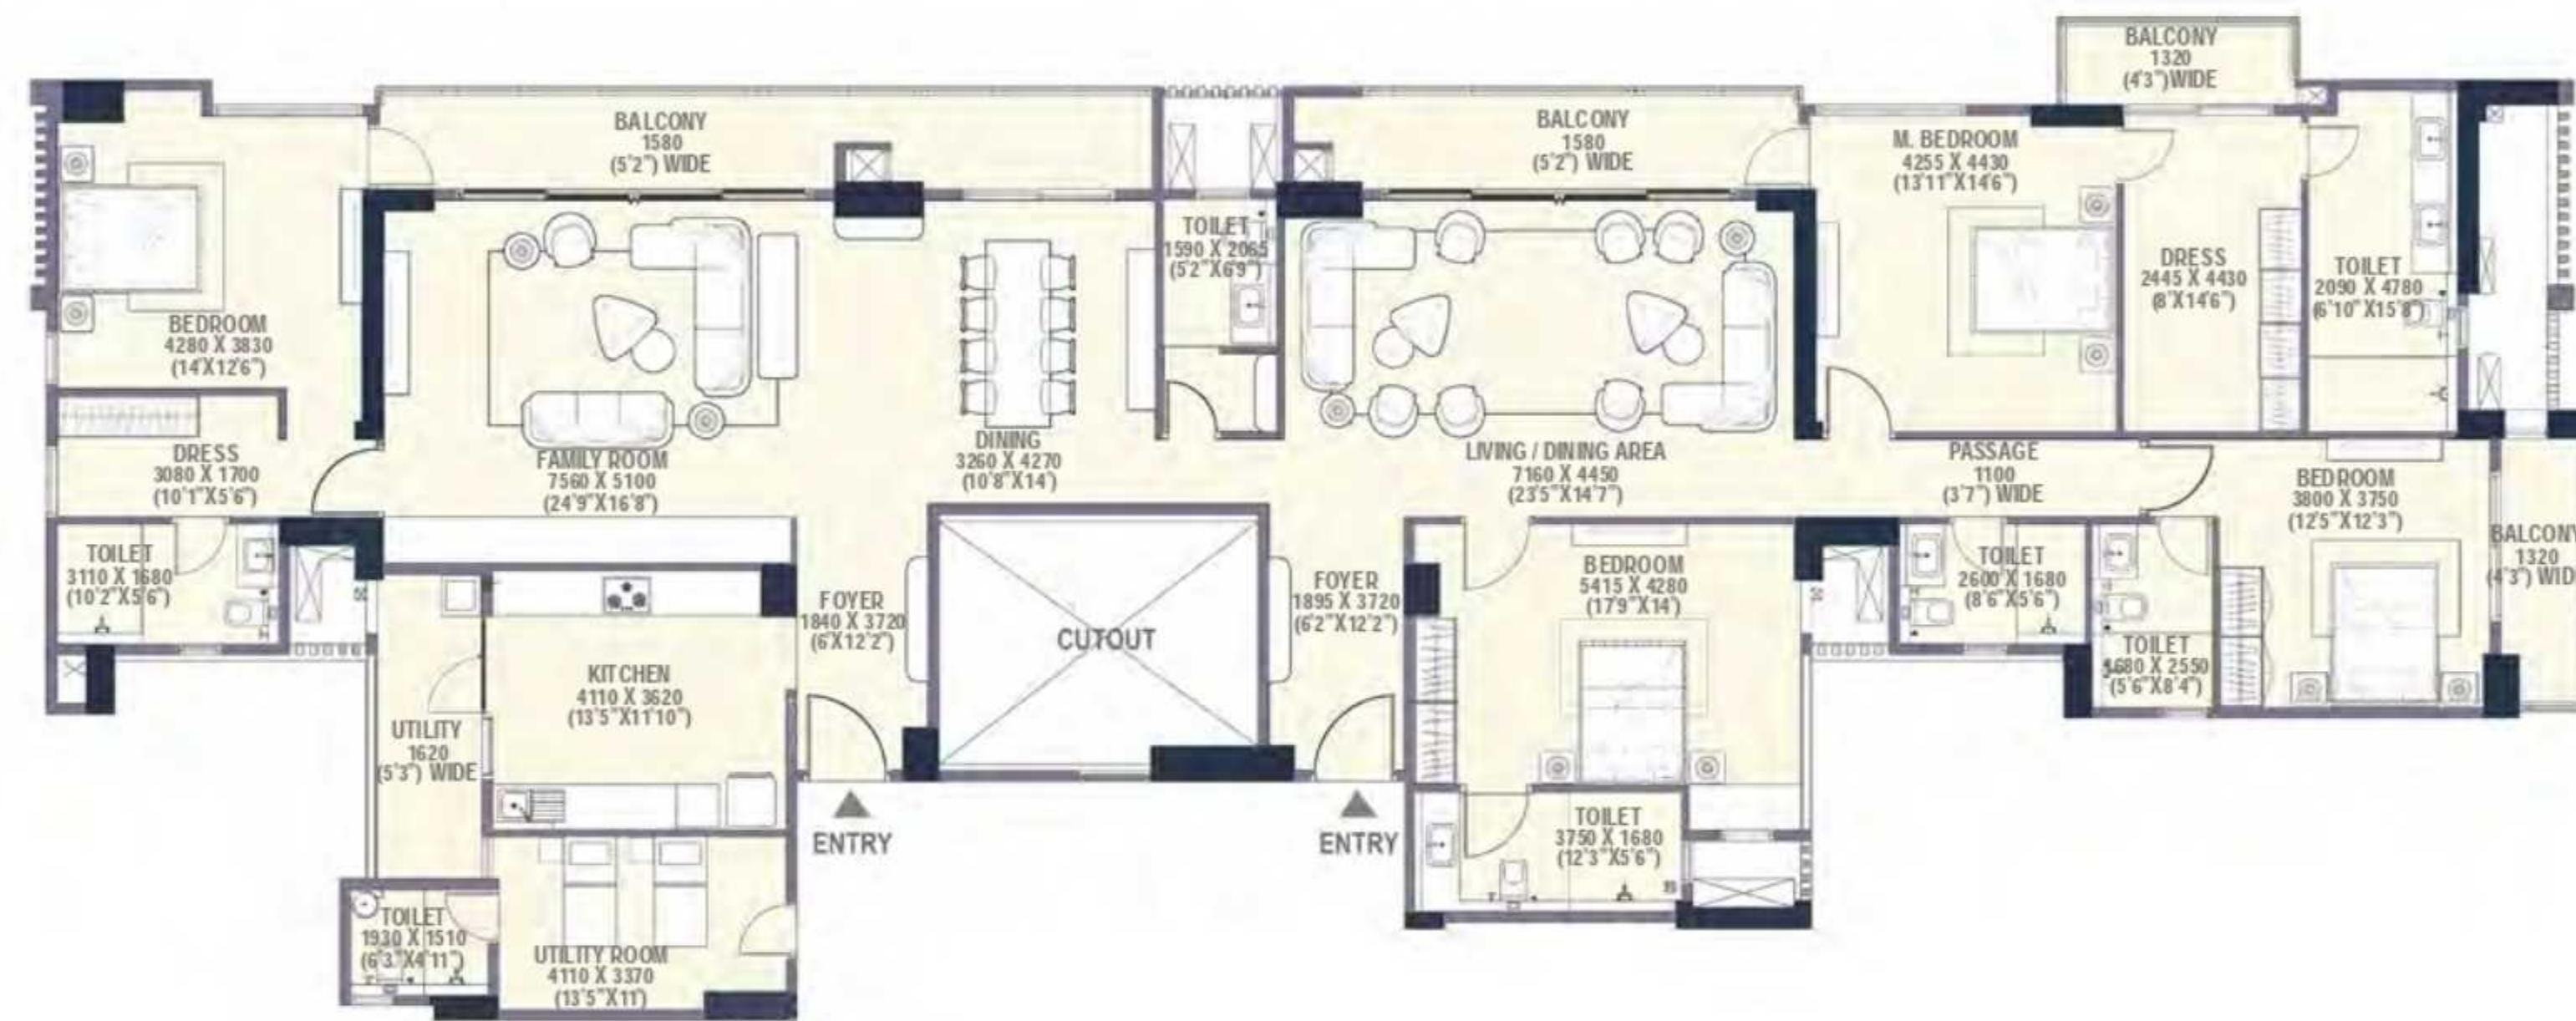 BALCONY
1320
(4'3") WIDE
BALCONY
1580
(5'2") WIDE
BALCONY
1580
(5'2") WIDE
M. BEDROOM
4255 X 4430
(13'11"X14'6")
TOILET
1590 X 2065
(5'2"X6'9")
DRESS
2445 X 4430
(8'X14'6")
TOILET
2090 X 4780
(6'10"X15'8")
BEDROOM
4280 X 3830
(14'X12'6")
DRESS
3080 X 1700
(10'1"X5'6")
FAMILY ROOM
7560 X 5100
(24'9"X16'8")
DINING
3260 X 4270
(10'8"X14')
LIVING / DINING AREA
7160 X 4450
(23'5"X14'7")
PASSAGE
1100
(3'7") WIDE
BEDROOM
3800 X 3750
(12'5"X12'3")
BALCONY
1320
(4'3") WID
TOILET
3110 X 1680
(10'2"X5'6")
FOYER
1840 X 3720
(6'X12'2")
CUTOUT
FOYER
1895 X 3720
(6'2"X12'2")
BEDROOM
5415 X 4280
(17'9"X14')
TOILET
2600 X 1680
(8'6"X5'6")
TOILET
1680 X 2550
(5'6"X8'4")
KITCHEN
4110 X 3620
(13'5"X11'10")
UTILITY
1620
(5'3") WIDE
ENTRY
ENTRY
TOILET
3750 X 1680
(12'3"X5'6")
TOILET
1930 X 1510
(6'3"X4'11")
UTILITY ROOM
4110 X 3370
(13'5"X11')